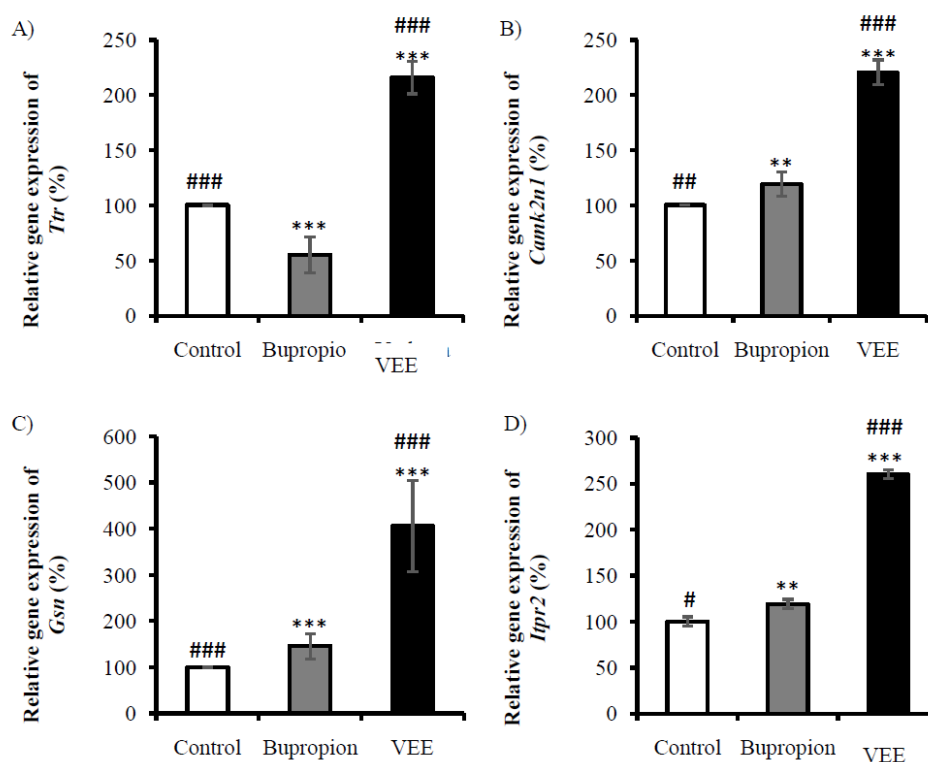 A)
Relative gene expression of
Ttr (%)
250
200
150
100
50
0
###
***
###
***
Control Bupropio
VEE
B)
Relative gene expression of
Camk2n1 (%)
250
200
150
100
50
0
##
**
###
***
Control Bupropion VEE
C)
Relative gene expression of
Gsn (%)
600
500
400
300
200
100
0
###
***
###
***
Control Bupropion VEE
D)
Relative gene expression of
Itpr2 (%)
300
250
200
150
100
50
0
#
**
###
***
Control Bupropion VEE